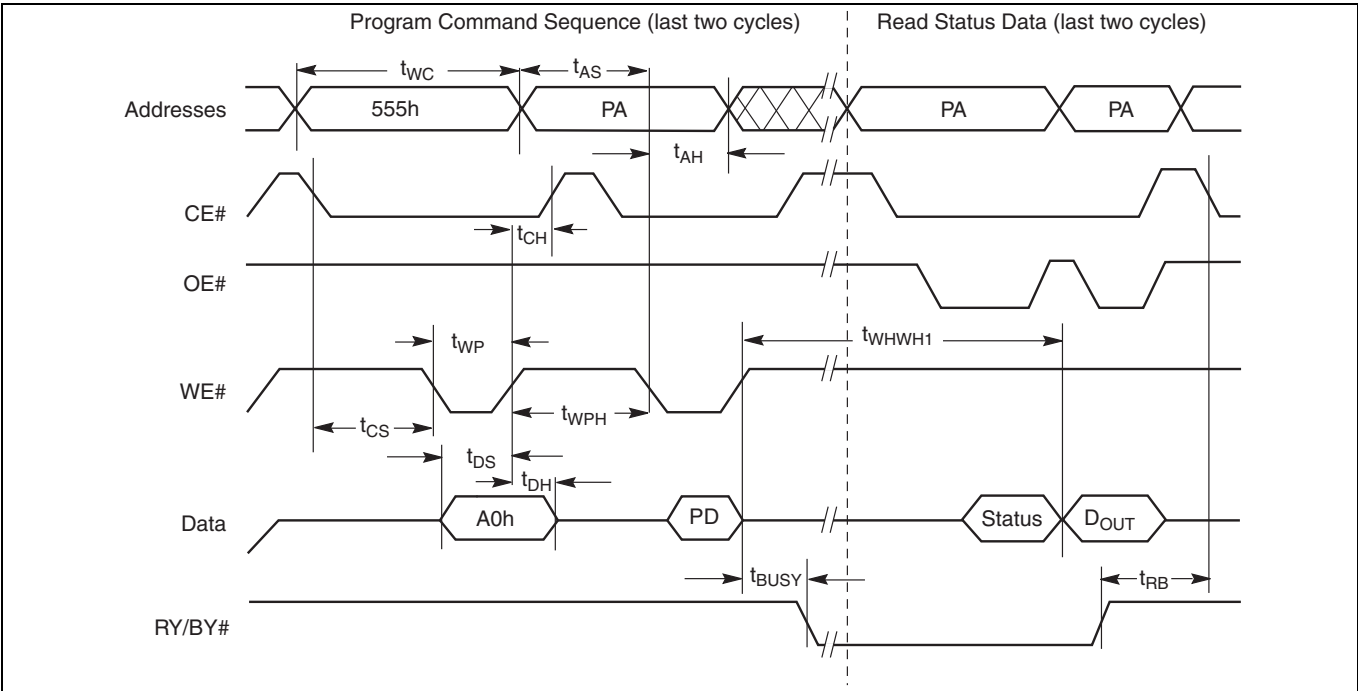 Program Command Sequence (last two cycles)
Read Status Data (last two cycles)
tWC
tAS
Addresses
555h
PA
PA
PA
tAH
CE#
tCH
OE#
tWP
tWHWH1
WE#
tCS
tWPH
tDS
tDH
Data
A0h
PD
Status
DOUT
tBUSY
tRB
RY/BY#